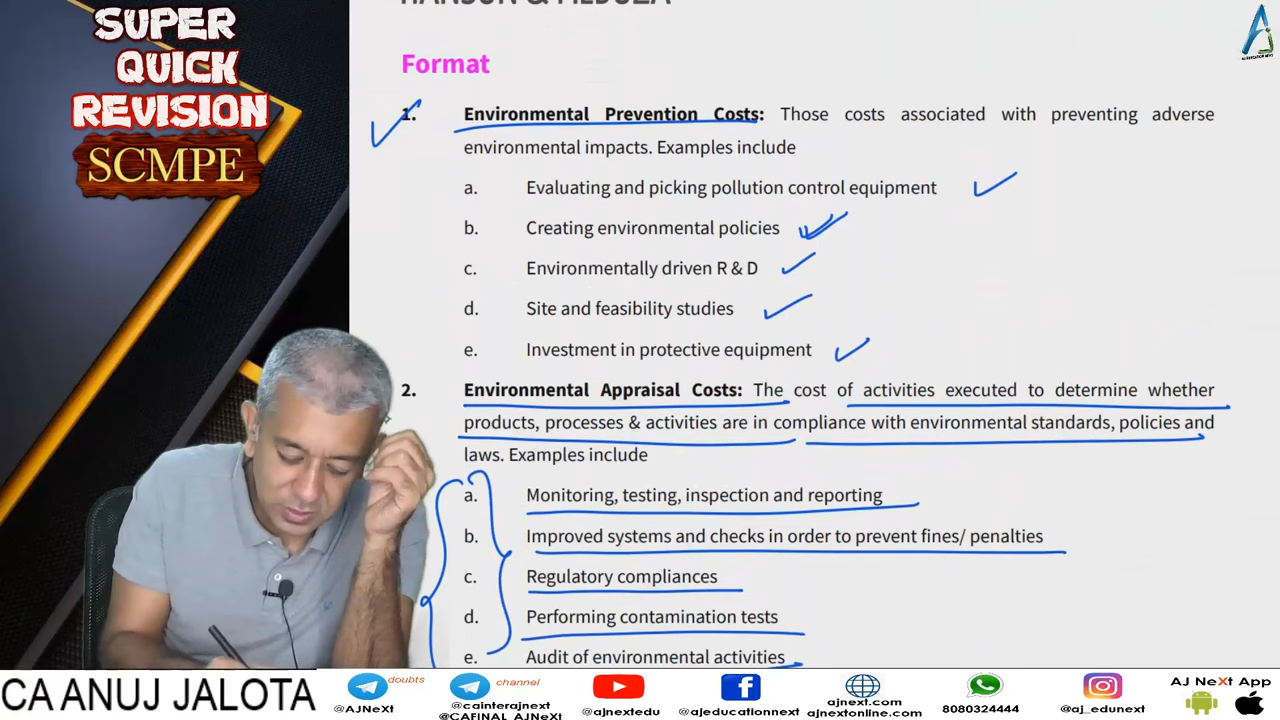 SUPER
QUICK
REVISION
SCMPE
HANSUN & MEDUZA
Format
1. Environmental Prevention Costs: Those costs associated with preventing adverse
environmental impacts. Examples include
a. Evaluating and picking pollution control equipment
b. Creating environmental policies
c. Environmentally driven R & D
d. Site and feasibility studies
e. Investment in protective equipment
2. Environmental Appraisal Costs: The cost of activities executed to determine whether
products, processes & activities are in compliance with environmental standards, policies and
laws. Examples include
a. Monitoring, testing, inspection and reporting
b. Improved systems and checks in order to prevent fines/ penalties
c. Regulatory compliances
d. Performing contamination tests
e. Audit of environmental activities
CA ANUJ JALOTA
doubts
@AJNeXt
channel
@cainterajnext
@CAFINAL_AJNeXt
@ajnextedu
@ajeducationnext
ajnext.com
ajnextonline.com
8080324444
@aj_edunext
AJ NeXt App